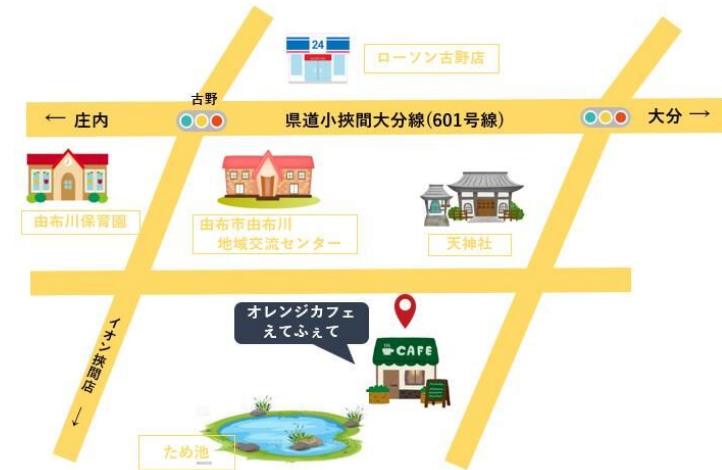 24
ローソン古野店
古野
← 庄内
県道小挾間大分線(601号線)
大分 →
由布川保育園
由布市由布川
地域交流センター
天神社
オレンジカフェ
えてふぇて
イオン挾間店
↓
CAFE
ため池